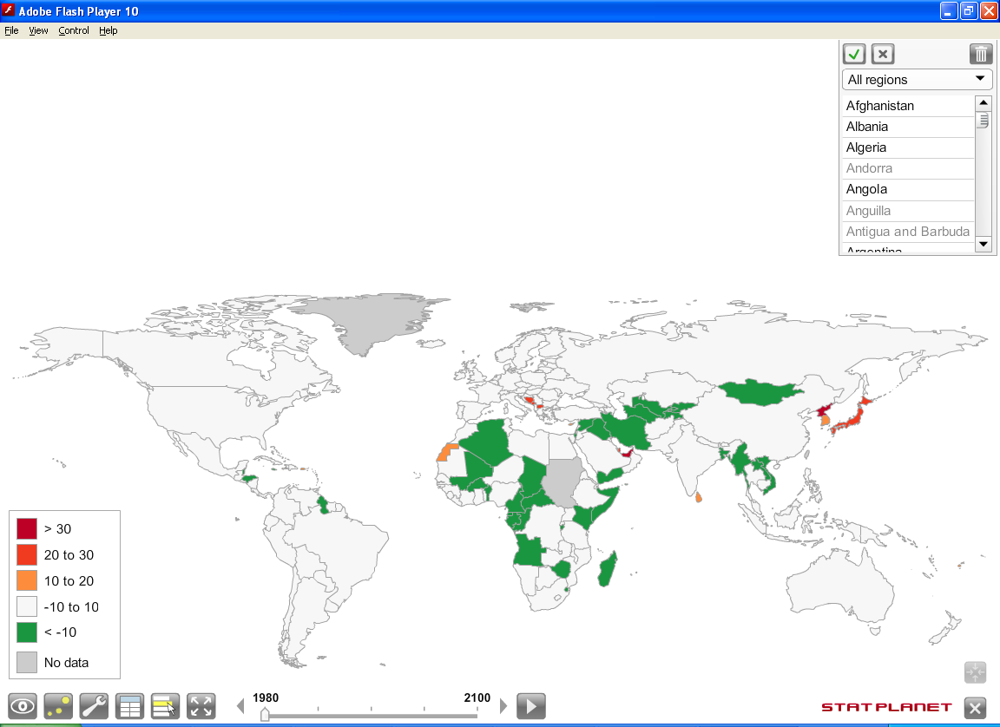 Adobe Flash Player 10
File View Control Help
All regions
Afghanistan
Albania
Algeria
Andorra
Angola
Anguilla
Antigua and Barbuda
Argentina
> 30
20 to 30
10 to 20
-10 to 10
< -10
No data
1980 2100
STATPLANET